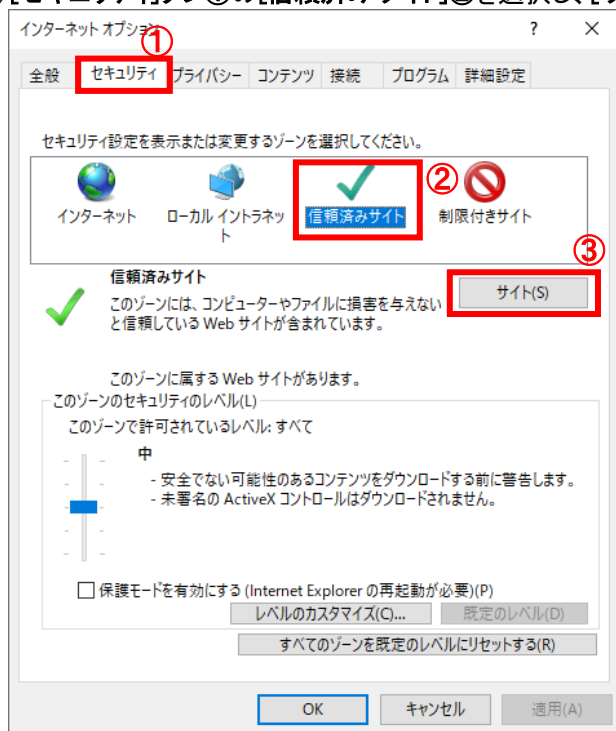 インターネット オプション
①
? ×
全般 セキュリティ プライバシー コンテンツ 接続 プログラム 詳細設定
セキュリティ設定を表示または変更するゾーンを選択してください。
②
インターネット ローカル イントラネット 信頼済みサイト 制限付きサイト
③
信頼済みサイト
サイト(S)
このゾーンには、コンピューターやファイルに損害を与えない
と信頼している Web サイトが含まれています。
このゾーンに属する Web サイトがあります。
このゾーンのセキュリティのレベル(L)
このゾーンで許可されているレベル: すべて
中
- 安全でない可能性のあるコンテンツをダウンロードする前に警告します。
- 未署名の ActiveX コントロールはダウンロードされません。
保護モードを有効にする (Internet Explorer の再起動が必要)(P)
レベルのカスタマイズ(C)... 既定のレベル(D)
すべてのゾーンを既定のレベルにリセットする(R)
OK キャンセル 適用(A)